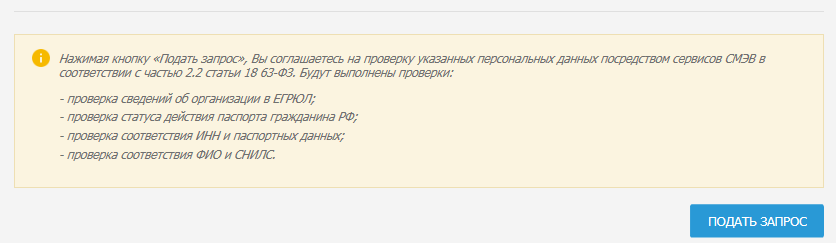 Нажимая кнопку «Подать запрос», Вы соглашаетесь на проверку указанных персональных данных посредством сервисов СМЭВ в
соответствии с частью 2.2 статьи 18 63-ФЗ. Будут выполнены проверки:
- проверка сведений об организации в ЕГРЮЛ;
- проверка статуса действия паспорта гражданина РФ;
- проверка соответствия ИНН и паспортных данных;
- проверка соответствия ФИО и СНИЛС.
ПОДАТЬ ЗАПРОС